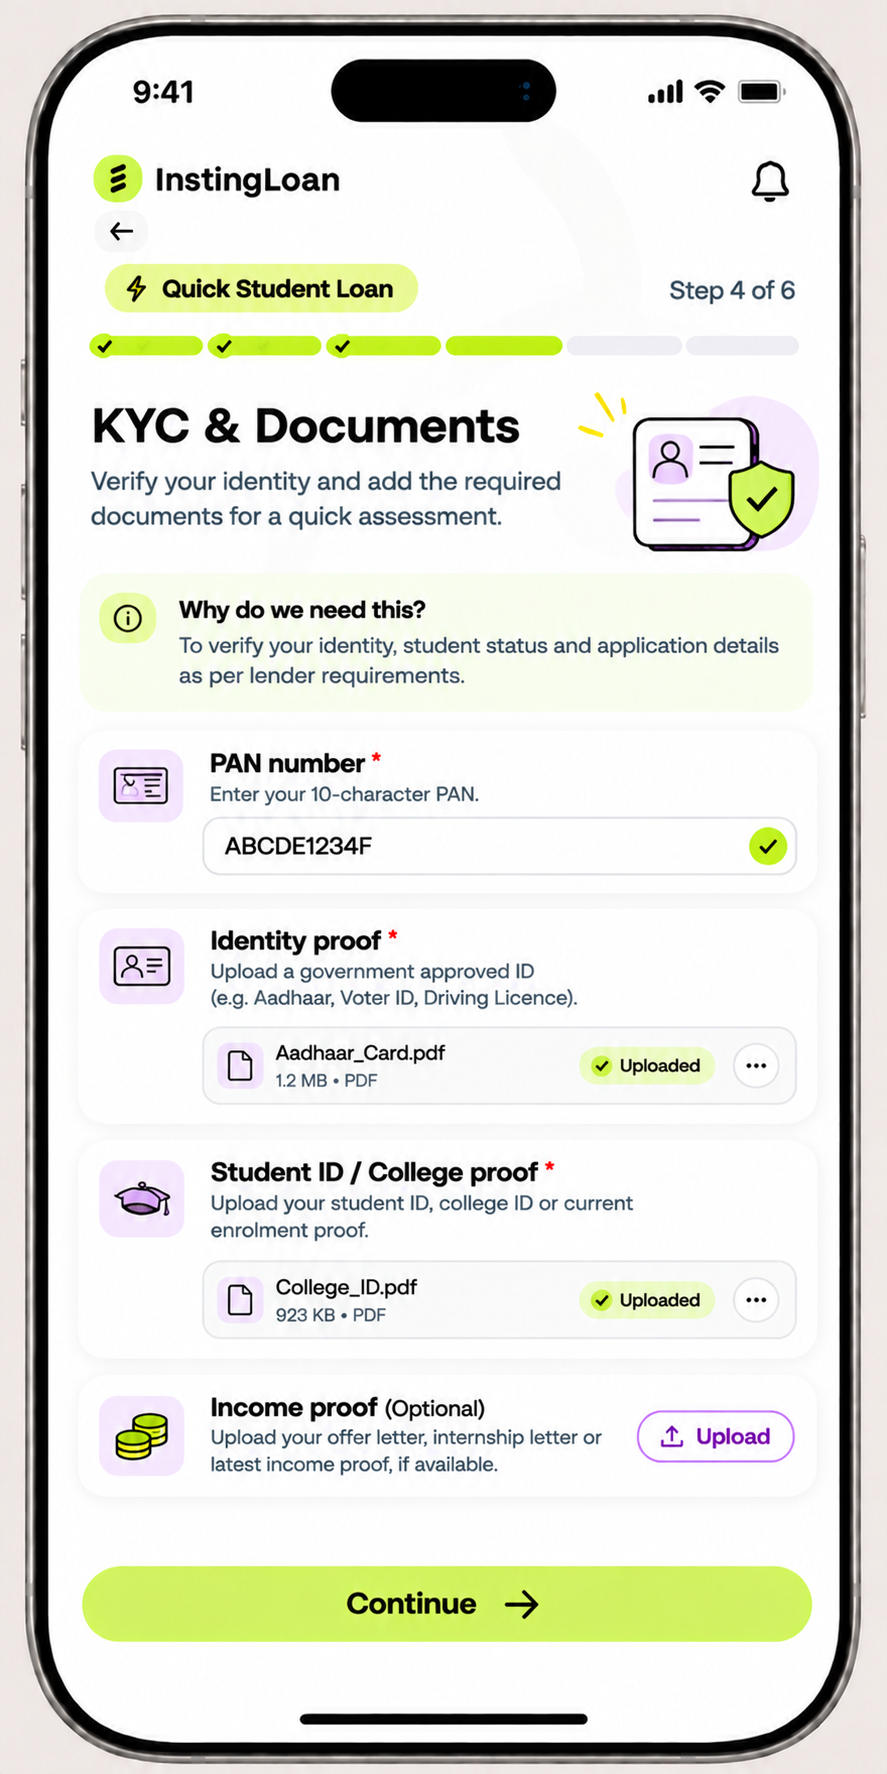 9:41
InstingLoan
Quick Student Loan
Step 4 of 6
KYC & Documents
Verify your identity and add the required
documents for a quick assessment.
Why do we need this?
To verify your identity, student status and application details
as per lender requirements.
PAN number *
Enter your 10-character PAN.
ABCDE1234F
Identity proof *
Upload a government approved ID
(e.g. Aadhaar, Voter ID, Driving Licence).
Aadhaar_Card.pdf
1.2 MB • PDF
Uploaded
Student ID / College proof *
Upload your student ID, college ID or current
enrolment proof.
College_ID.pdf
923 KB • PDF
Uploaded
Income proof (Optional)
Upload your offer letter, internship letter or
latest income proof, if available.
Upload
Continue